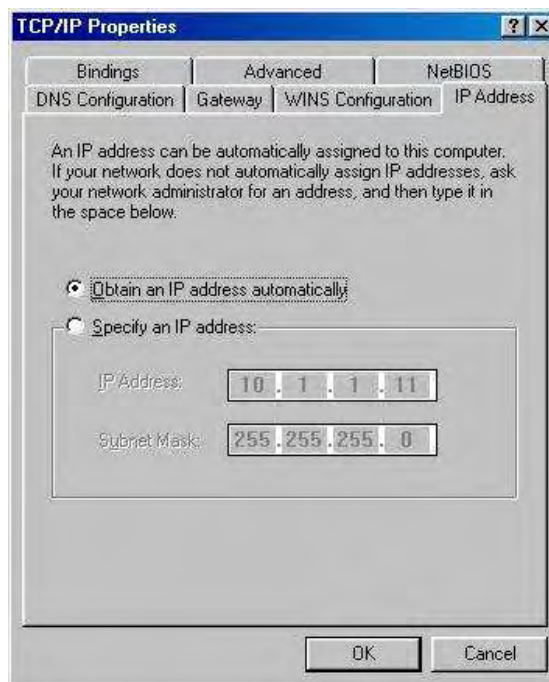 TCP/IP Properties
Bindings
Advanced
NetBIOS
DNS Configuration
Gateway
WINS Configuration
IP Address
An IP address can be automatically assigned to this computer.
If your network does not automatically assign IP addresses, ask
your network administrator for an address, and then type it in
the space below.
Obtain an IP address automatically
Specify an IP address:
IP Address:
10 . 1 . 1 . 11
Subnet Mask:
255 . 255 . 255 . 0
OK
Cancel